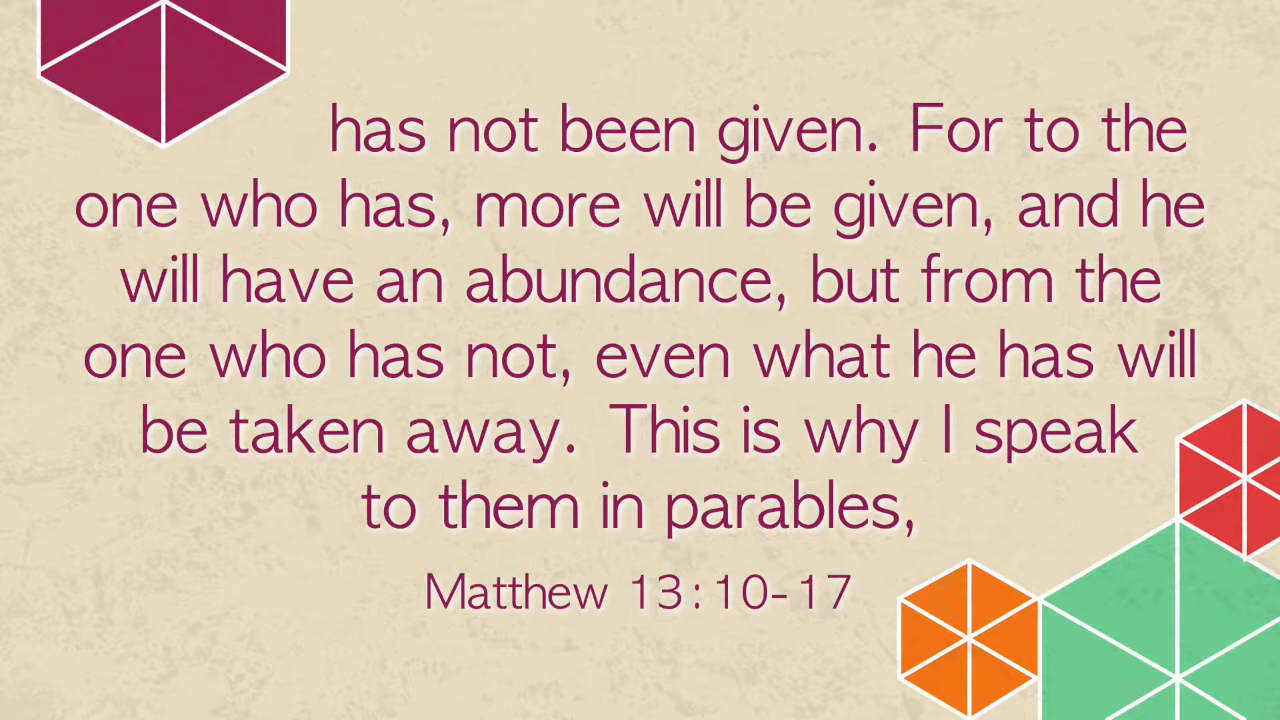 has not been given. For to the
one who has, more will be given, and he
will have an abundance, but from the
one who has not, even what he has will
be taken away. This is why I speak
to them in parables,
Matthew 13:10-17